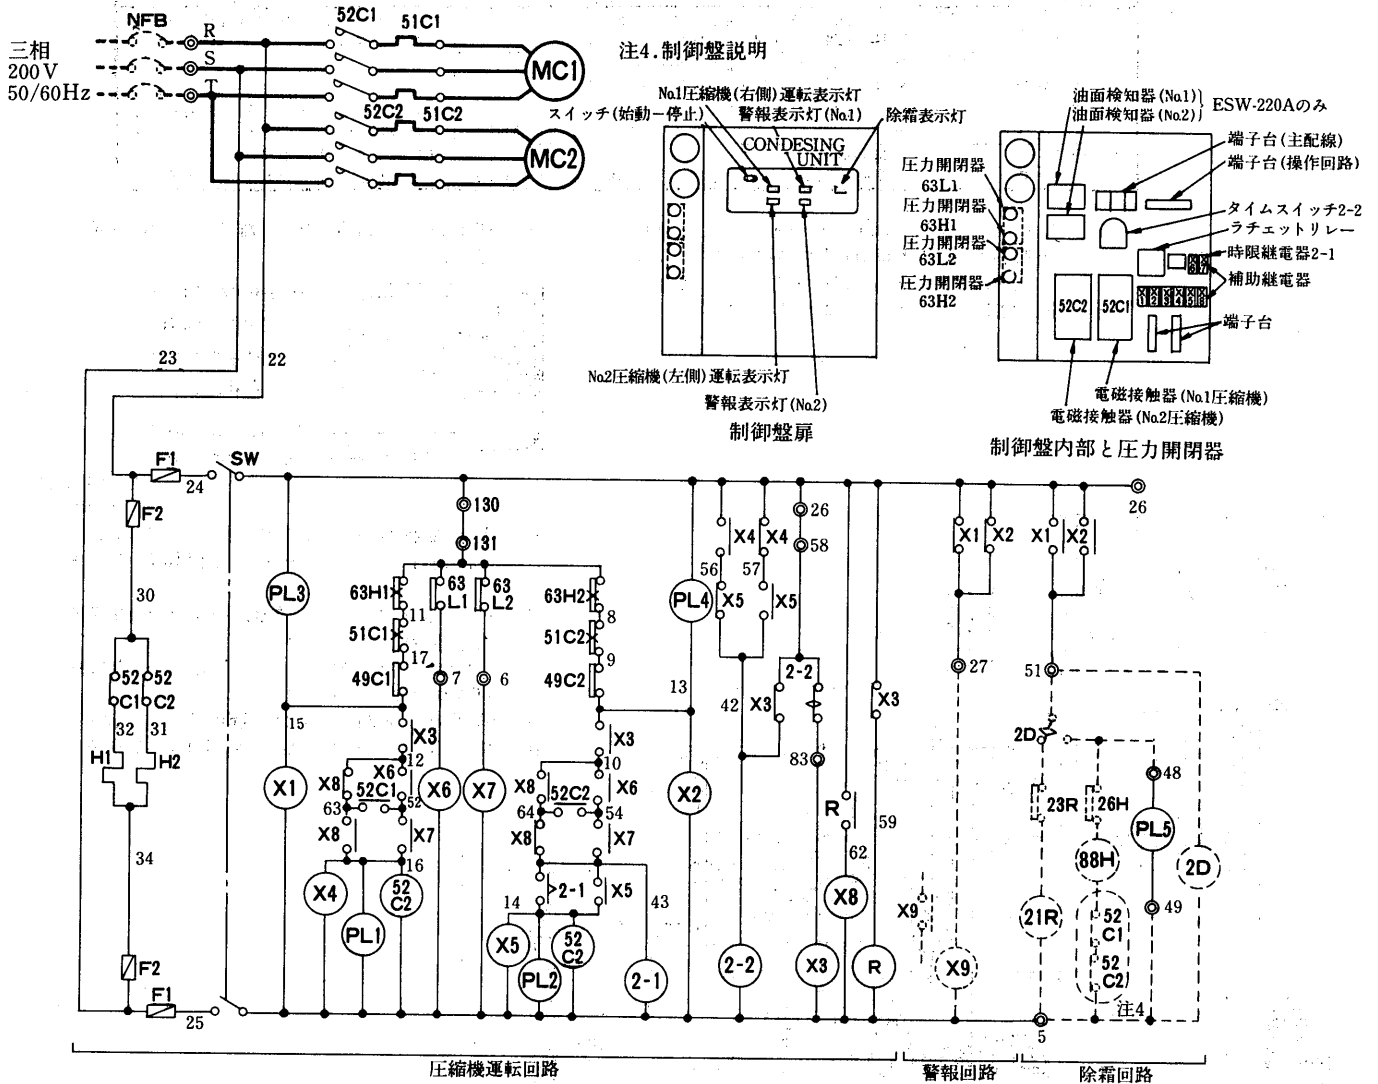 NFB
三相
200V
50/60Hz
R
S
T
52C1
51C1
MC1
52C2
51C2
MC2
注4.制御盤説明
No.1圧縮機(右側)運転表示灯
スイッチ(始動-停止)
警報表示灯(No.1)
除霜表示灯
CONDESING
UNIT
No.2圧縮機(左側)運転表示灯
警報表示灯(No.2)
制御盤扉
油面検知器(No.1)
油面検知器(No.2)
ESW-220Aのみ
端子台(主配線)
端子台(操作回路)
タイムスイッチ2-2
ラチェットリレー
時限継電器2-1
補助継電器
端子台
圧力開閉器
63L1
圧力開閉器
63H1
圧力開閉器
63L2
圧力開閉器
63H2
52C2
52C1
電磁接触器(No.1圧縮機)
電磁接触器(No.2圧縮機)
制御盤内部と圧力開閉器
23
22
F1
24
SW
F2
30
52
C1
52
C2
32
31
H1
H2
34
F2
F1
25
PL3
15
X1
130
131
63H1
11
51C1
17
49C1
63
L1
63
L2
7
6
X3
12
X8
X6
52C1
63
52
X8
X7
16
X4
PL1
52
C2
X6
X7
63H2
8
51C2
9
49C2
13
X3
10
X8
X6
52C2
64
54
X8
X7
2-1
X5
14
43
X5
PL2
52
C2
2-1
PL4
X2
X4
X4
56
57
X5
X5
42
2-2
26
58
2-2
X3
83
X3
R
62
X8
X3
59
R
X1
X2
27
X9
X9
X1
X2
26
51
2D
23R
26H
48
PL5
88H
2D
21R
52
C1
52
C2
49
注4
5
圧縮機運転回路
警報回路
除霜回路